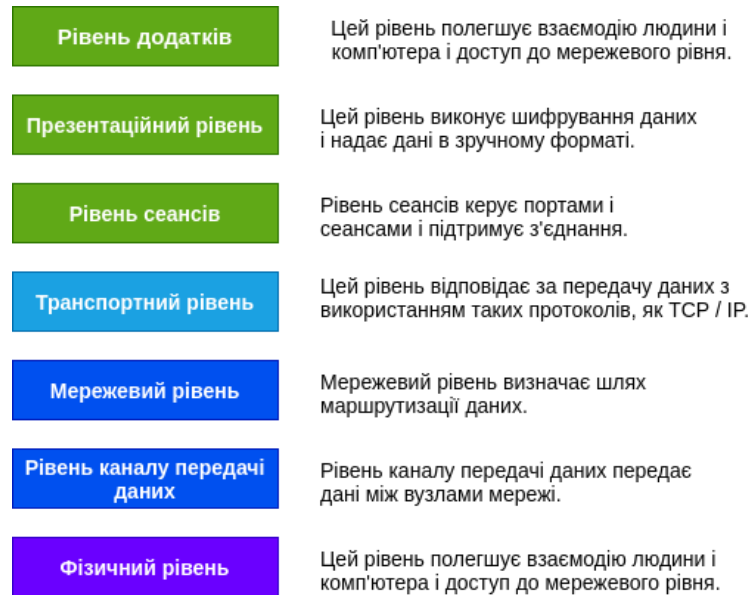 Рівень додатків
Цей рівень полегшує взаємодію людини і
комп'ютера і доступ до мережевого рівня.
Презентаційний рівень
Цей рівень виконує шифрування даних
і надає дані в зручному форматі.
Рівень сеансів
Рівень сеансів керує портами і
сеансами і підтримує з'єднання.
Транспортний рівень
Цей рівень відповідає за передачу даних з
використанням таких протоколів, як TCP / IP.
Мережевий рівень
Мережевий рівень визначає шлях
маршрутизації даних.
Рівень каналу передачі
даних
Рівень каналу передачі даних передає
дані між вузлами мережі.
Фізичний рівень
Цей рівень полегшує взаємодію людини і
комп'ютера і доступ до мережевого рівня.